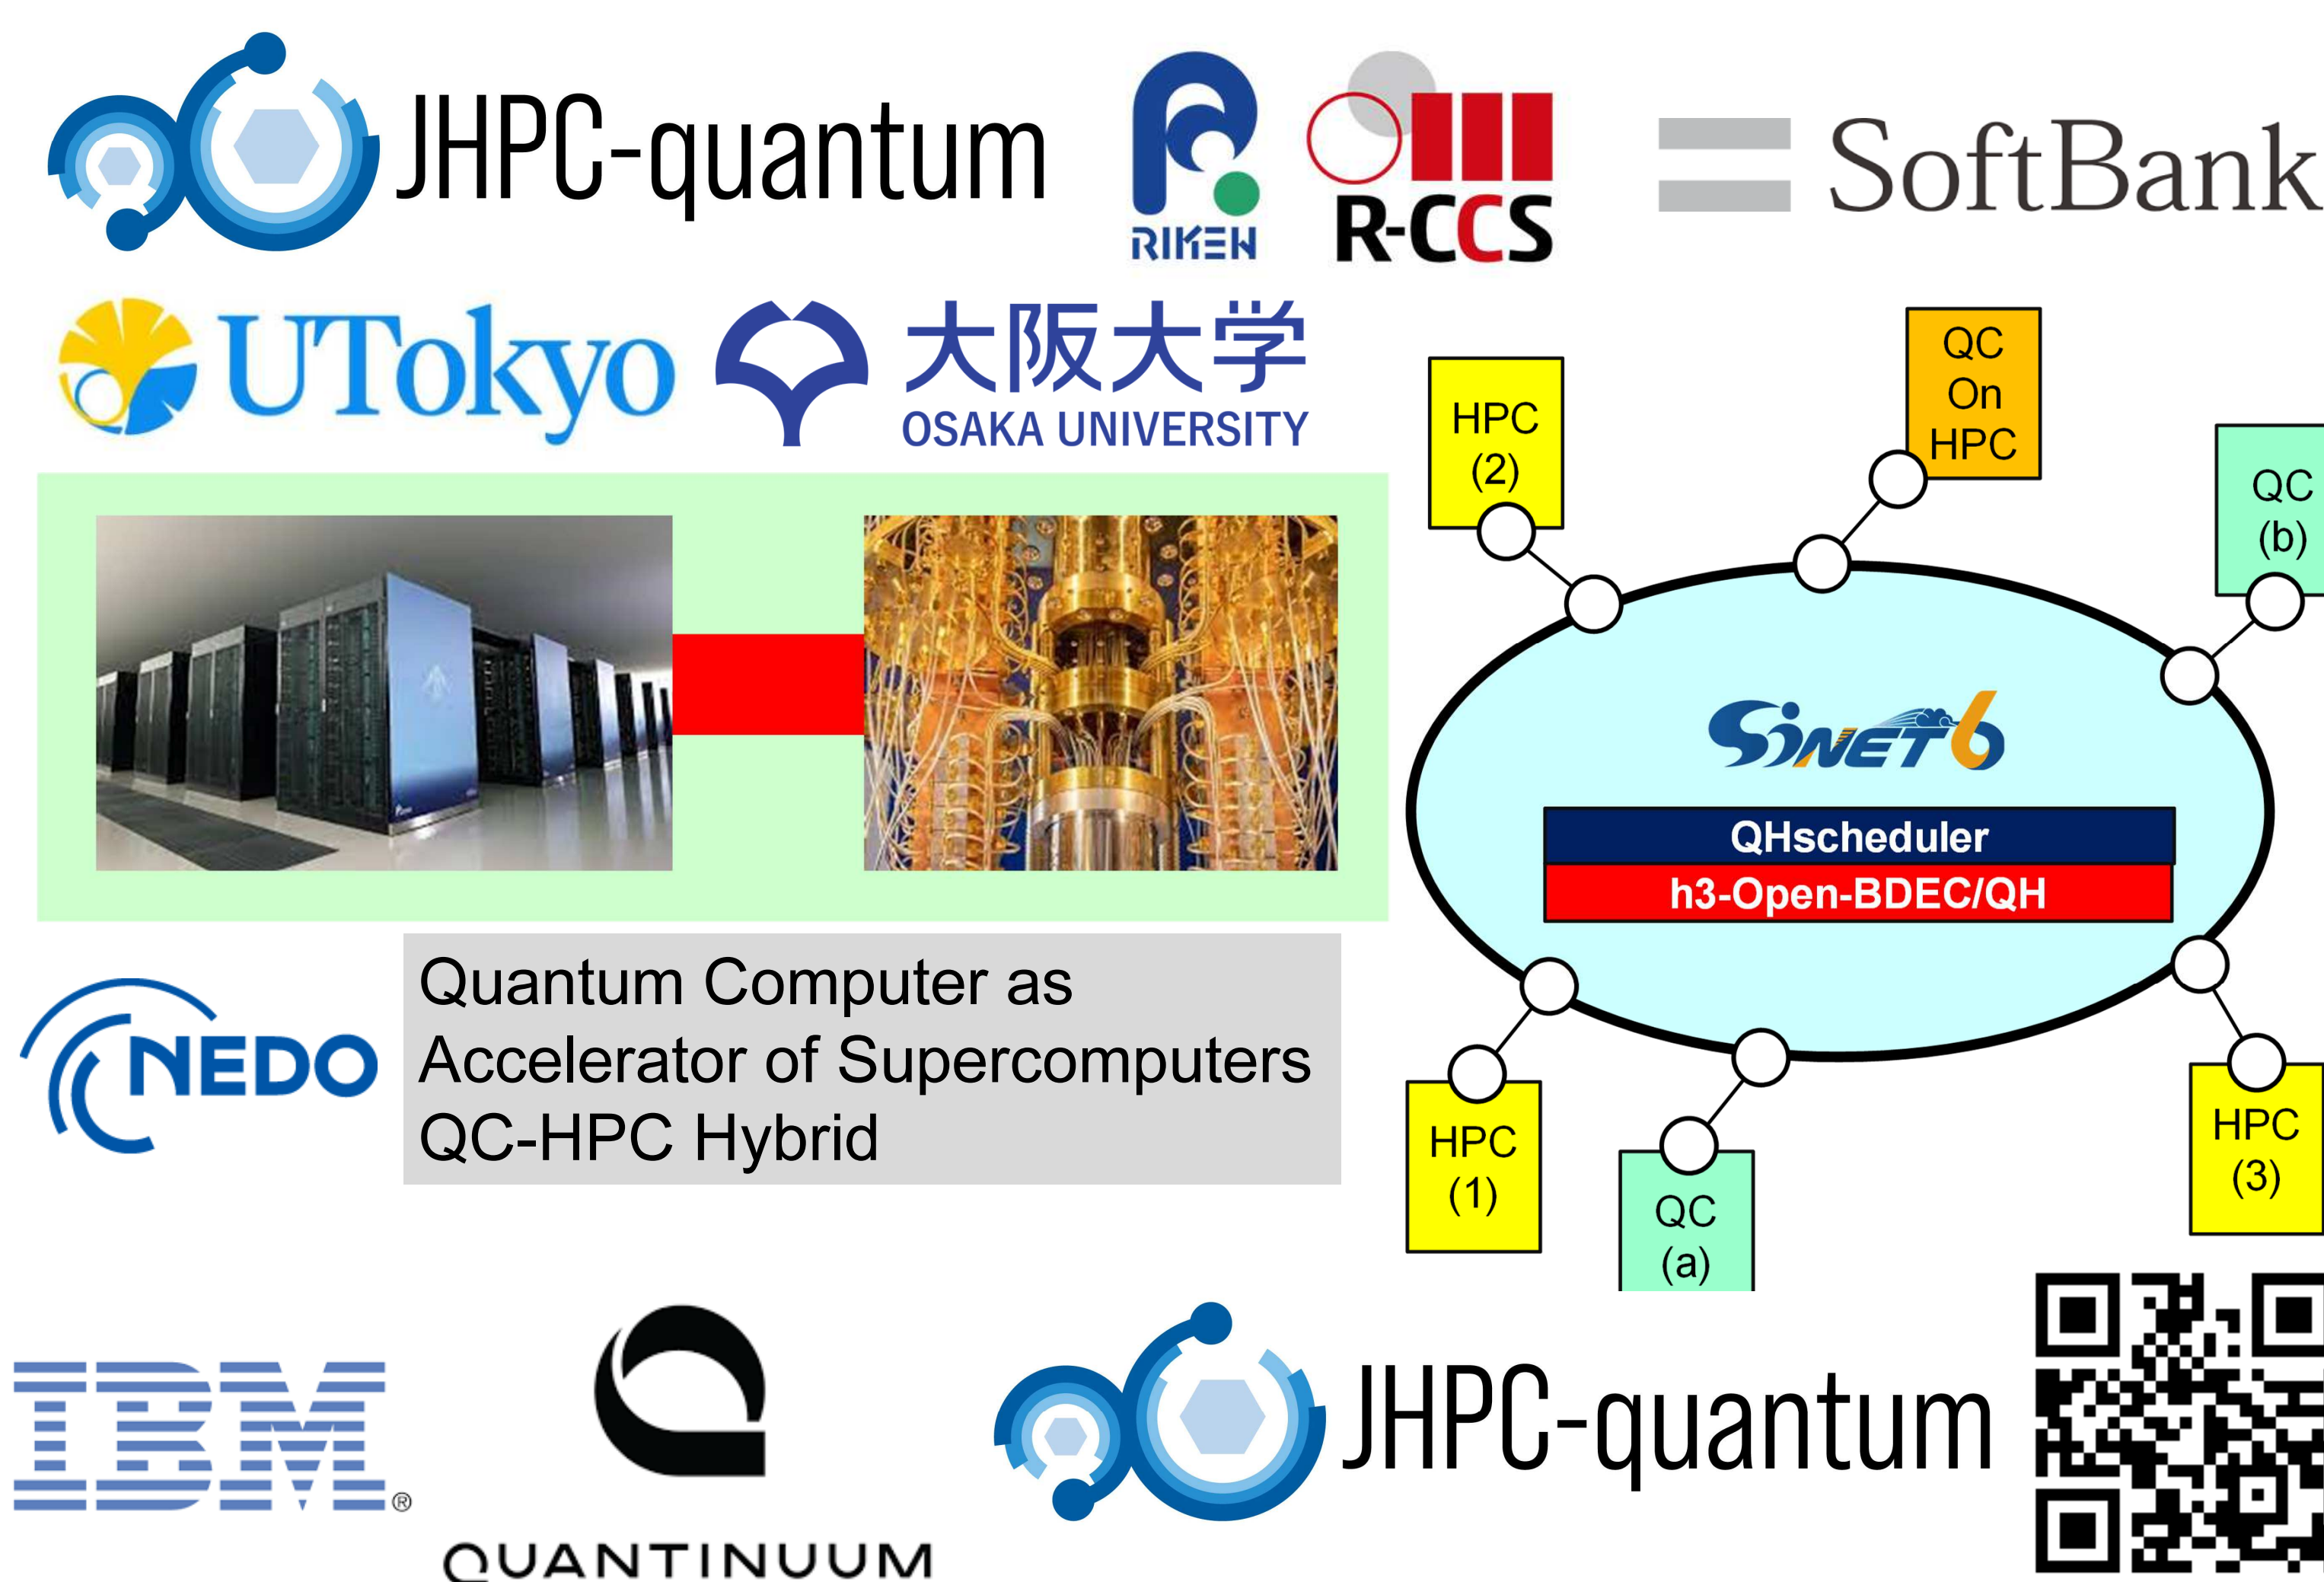 JHPC-quantum
RIKEN
R-CCS
SoftBank
UTokyo
大阪大学
OSAKA UNIVERSITY
HPC
(2)
QC
On
HPC
QC
(b)
SINET6
QHscheduler
h3-Open-BDEC/QH
NEDO
Quantum Computer as
Accelerator of Supercomputers
QC-HPC Hybrid
HPC
(1)
QC
(a)
HPC
(3)
IBM®
QUANTINUUM
JHPC-quantum